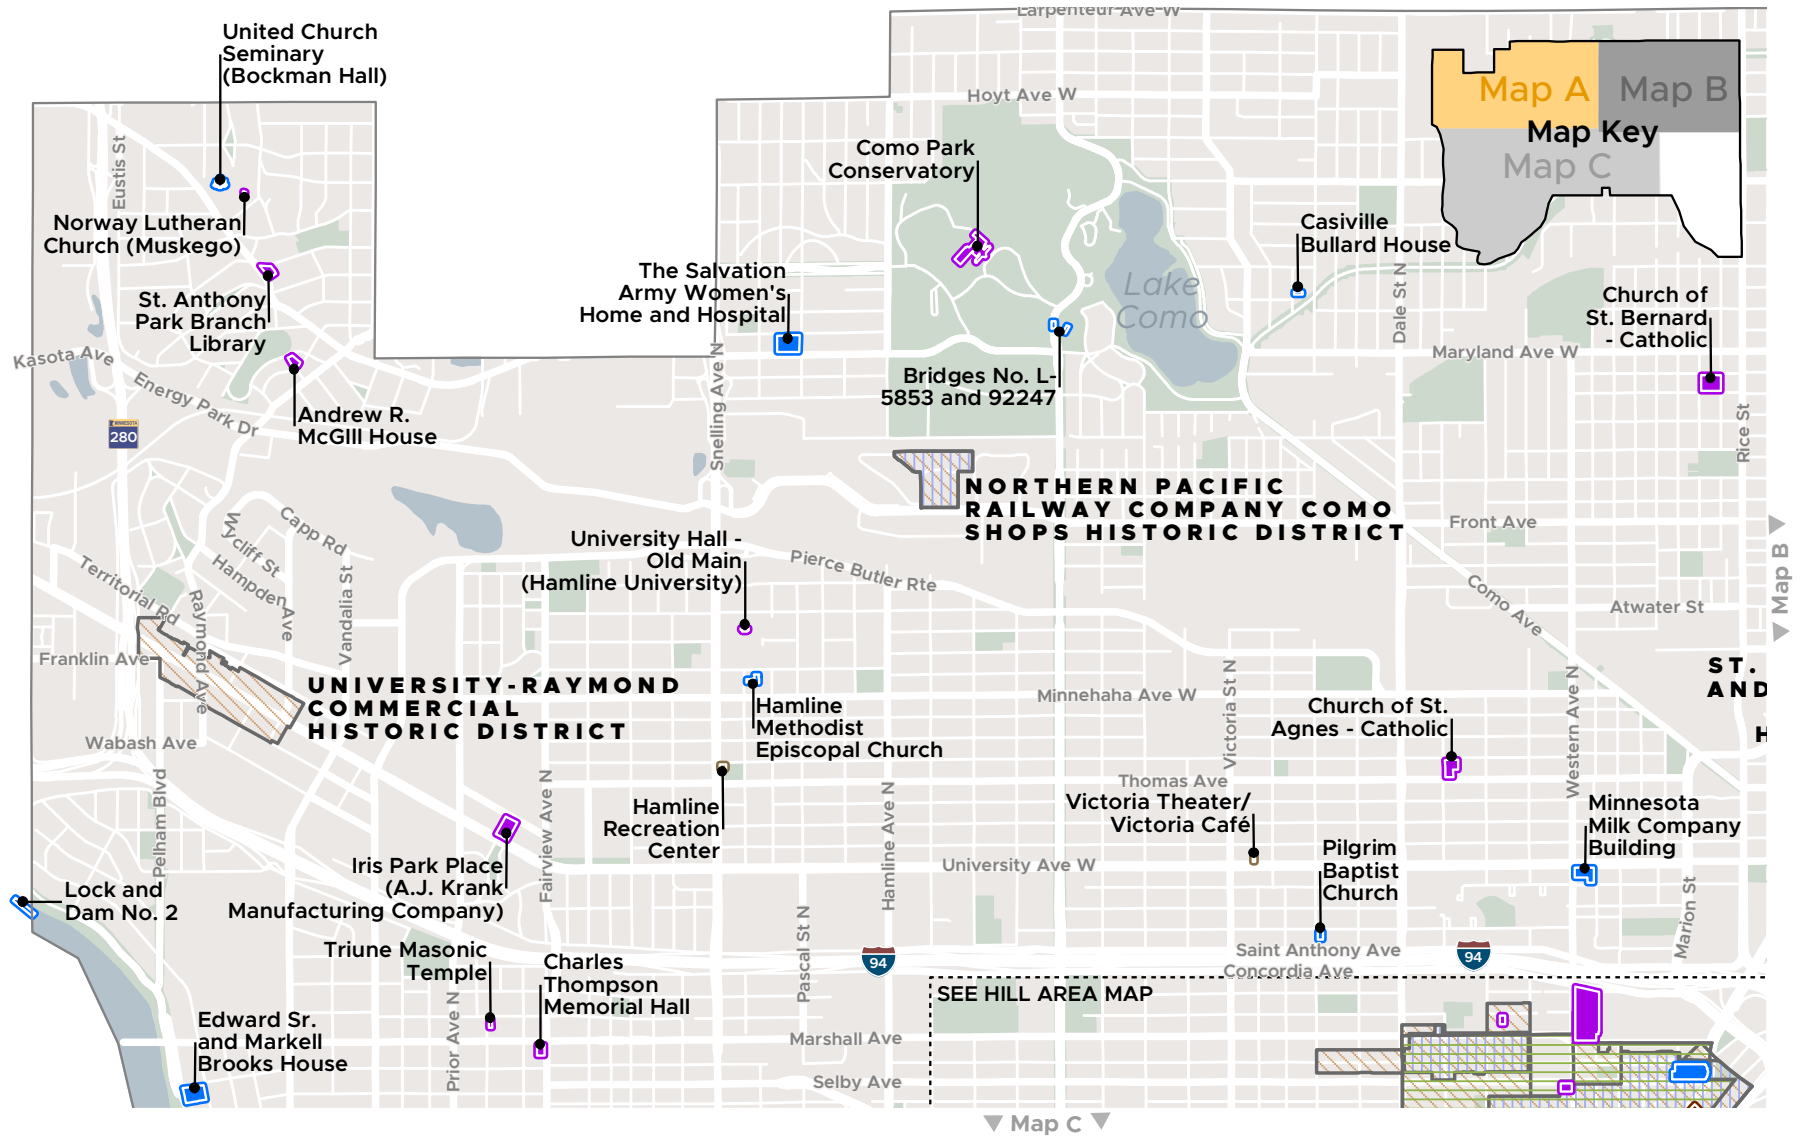 Larpenteur Ave W
United Church
Seminary
(Bockman Hall)
Hoyt Ave W
Map A
Map B
Map Key
Map C
Eustis St
Como Park
Conservatory
Norway Lutheran
Church (Muskego)
Casiville
Bullard House
The Salvation
Army Women's
Home and Hospital
Lake
Como
Dale St N
St. Anthony
Park Branch
Library
Church of
St. Bernard
- Catholic
Kasota Ave
Maryland Ave W
Energy Park Dr
Snelling Ave N
Bridges No. L-
5853 and 92247
Andrew R.
McGIll House
MINNESOTA
280
Rice St
NORTHERN PACIFIC
RAILWAY COMPANY COMO
SHOPS HISTORIC DISTRICT
Front Ave
Wycliff St
Capp Rd
University Hall -
Old Main
(Hamline University)
Pierce Butler Rte
Map B
Hampden Ave
Territorial Rd
Vandalia St
Raymond Ave
Como Ave
Atwater St
Franklin Ave
UNIVERSITY-RAYMOND
COMMERCIAL
HISTORIC DISTRICT
Minnehaha Ave W
Victoria St N
Western Ave N
ST.
AND
H
Hamline
Methodist
Episcopal Church
Church of St.
Agnes - Catholic
Wabash Ave
Pelham Blvd
Fairview Ave N
Hamline Ave N
Thomas Ave
Hamline
Recreation
Center
Victoria Theater/
Victoria Café
Minnesota
Milk Company
Building
Iris Park Place
(A.J. Krank
Manufacturing Company)
University Ave W
Pilgrim
Baptist
Church
Lock and
Dam No. 2
Marion St
Pascal St N
Triune Masonic
Temple
Charles
Thompson
Memorial Hall
94
94
Saint Anthony Ave
Concordia Ave
SEE HILL AREA MAP
Prior Ave N
Edward Sr.
and Markell
Brooks House
Marshall Ave
Selby Ave
Map C